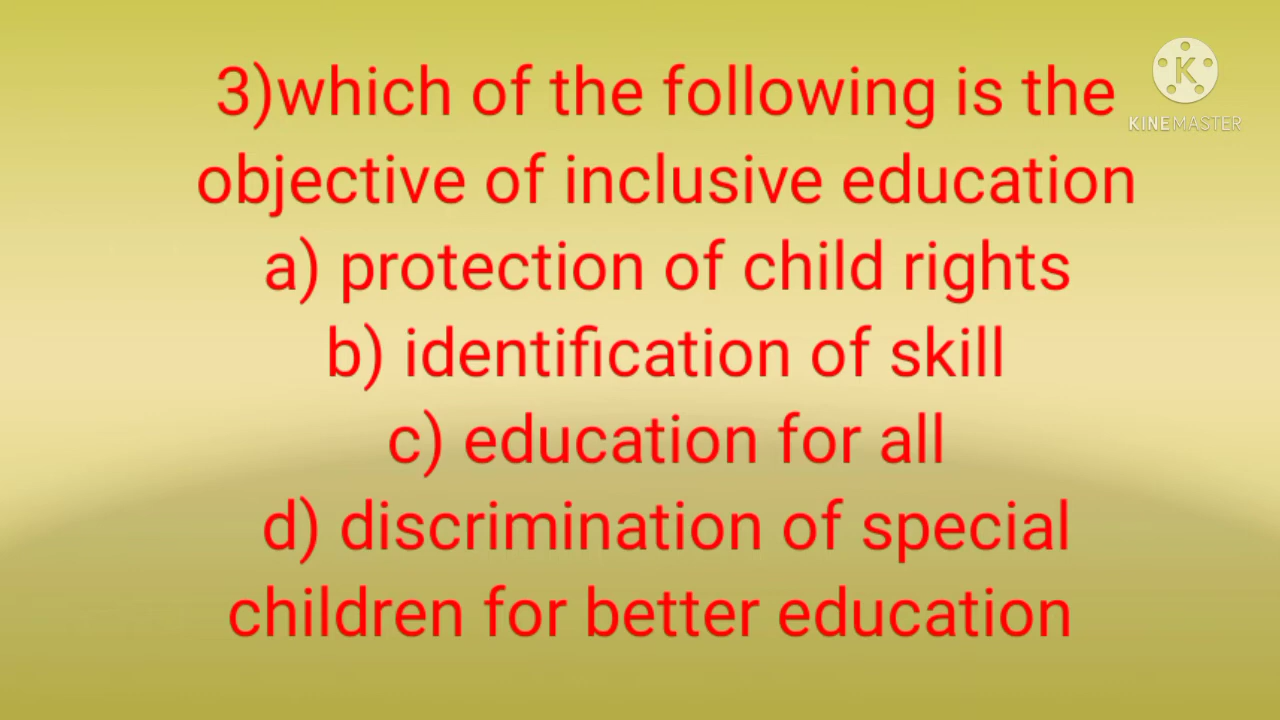 3)which of the following is the
objective of inclusive education
a) protection of child rights
b) identification of skill
c) education for all
d) discrimination of special
children for better education
K
KINEMASTER